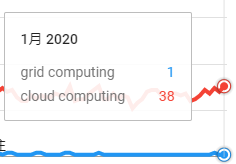 1月 2020
grid computing 1
cloud computing 38